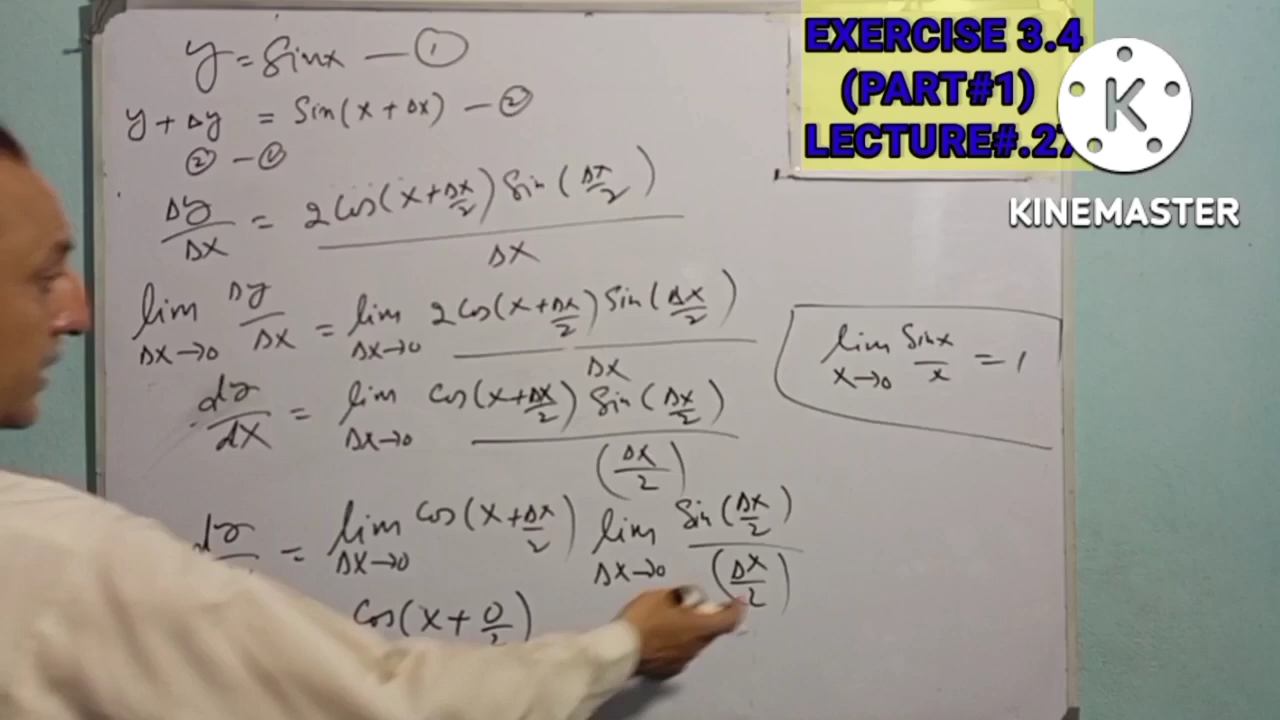 y = Sinx — ①
y + Δy = Sin(x + Δx) — ②
② — ①
Δy/Δx = 2Cos(x+Δx/2) Sin(Δx/2)/Δx
lim Δx→0 Δy/Δx = lim Δx→0 2Cos(x+Δx/2) Sin(Δx/2)/Δx
dy/dx = lim Δx→0 Cos(x+Δx/2) Sin(Δx/2)/(Δx/2)
= lim Δx→0 Cos(x+Δx/2) lim Δx→0 Sin(Δx/2)/(Δx/2)
Cos(x+0/2)
lim x→0 Sinx/x = 1
EXERCISE 3.4
(PART#1)
LECTURE#.27
K
KINEMASTER